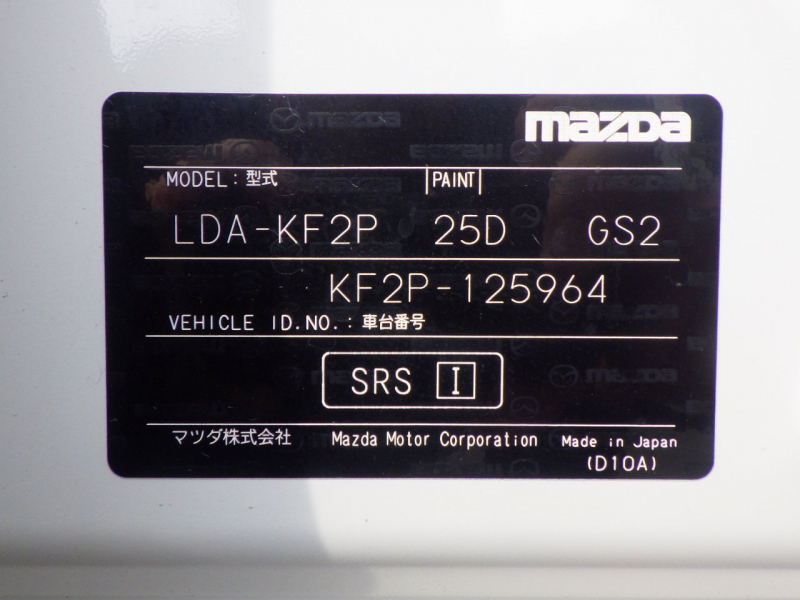 mazda
MODEL：型式 PAINT
LDA-KF2P 25D GS2
KF2P-125964
VEHICLE ID.NO.：車台番号
SRS I
マツダ株式会社 Mazda Motor Corporation Made in Japan
(D10A)